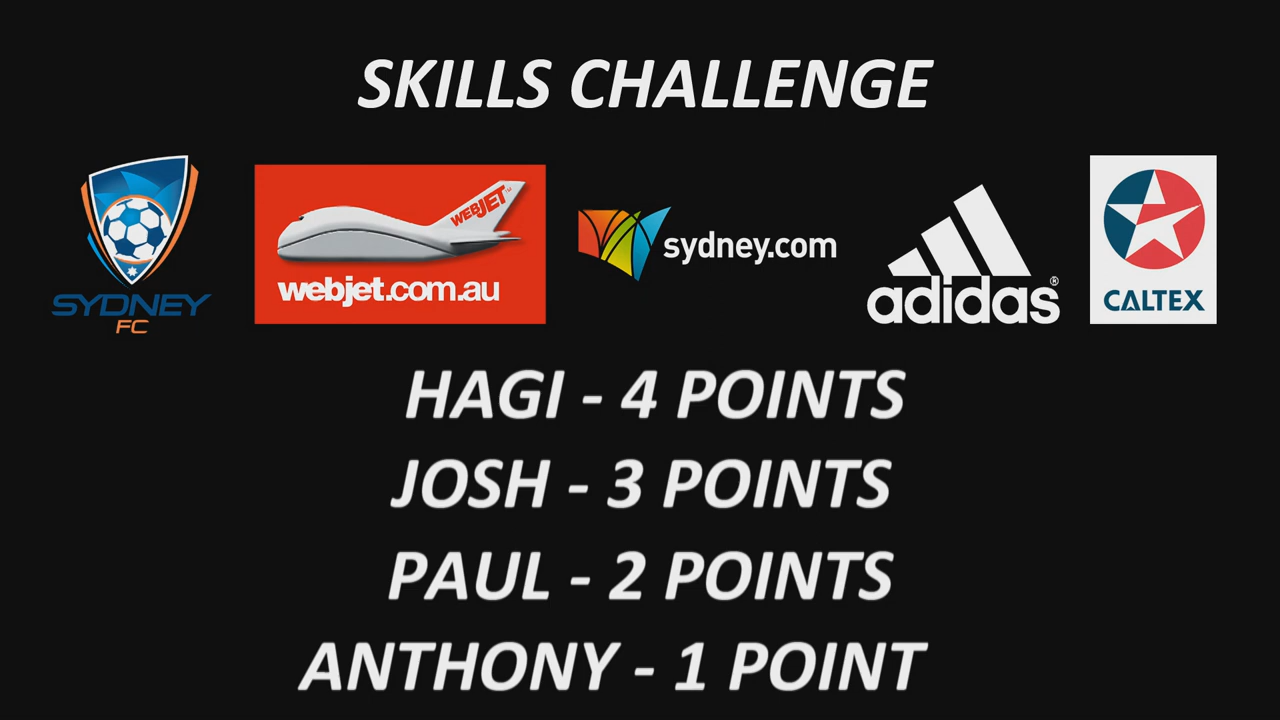 SKILLS CHALLENGE
SYDNEY
FC
WEBJET™
webjet.com.au
sydney.com
adidas®
CALTEX
HAGI - 4 POINTS
JOSH - 3 POINTS
PAUL - 2 POINTS
ANTHONY - 1 POINT